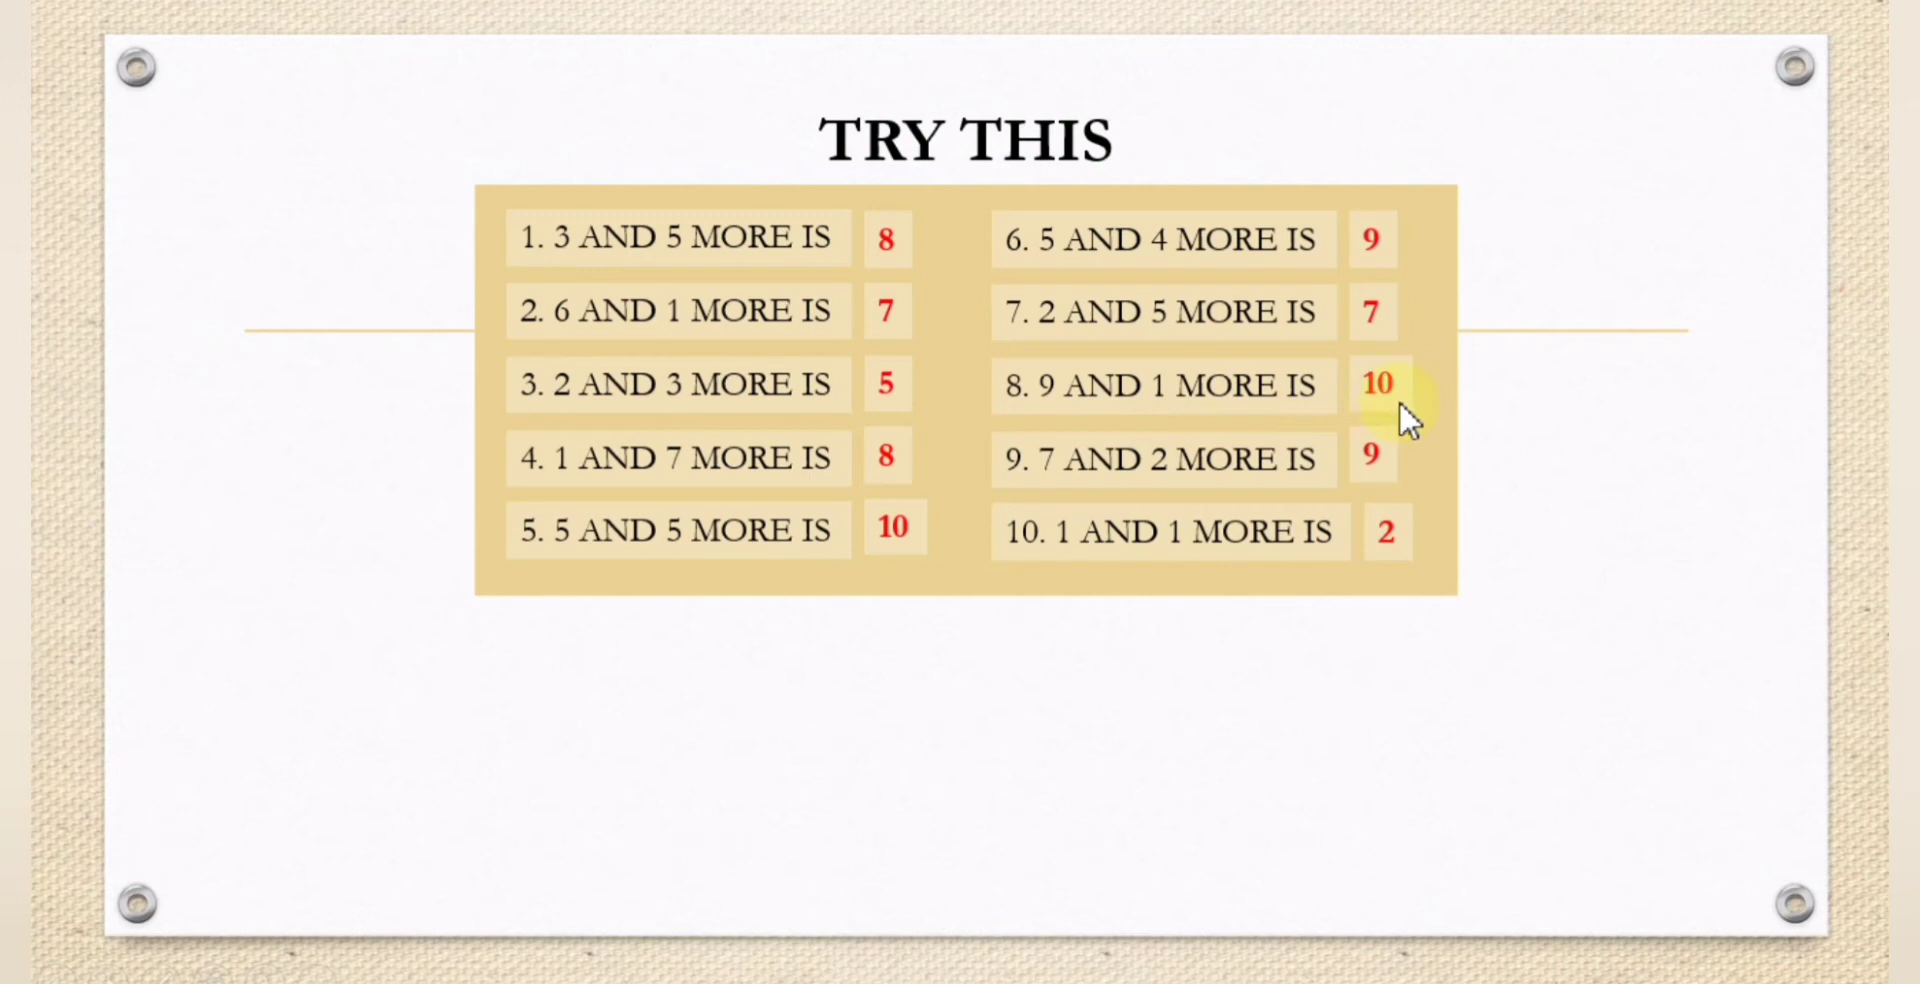 TRY THIS
1. 3 AND 5 MORE IS 8
2. 6 AND 1 MORE IS 7
3. 2 AND 3 MORE IS 5
4. 1 AND 7 MORE IS 8
5. 5 AND 5 MORE IS 10
6. 5 AND 4 MORE IS 9
7. 2 AND 5 MORE IS 7
8. 9 AND 1 MORE IS 10
9. 7 AND 2 MORE IS 9
10. 1 AND 1 MORE IS 2